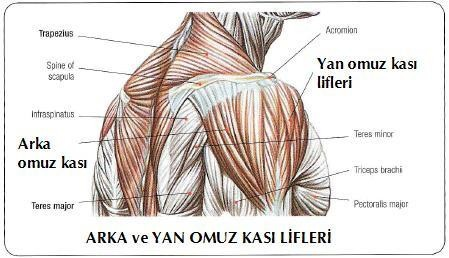 Trapezius
Acromion
Spine of
scapula
Yan omuz kası
lifleri
infraspinatus
Arka
omuz kası
Teres minor
Triceps brachii
Teres major
Pectoralis major
ARKA ve YAN OMUZ KASI LİFLERİ